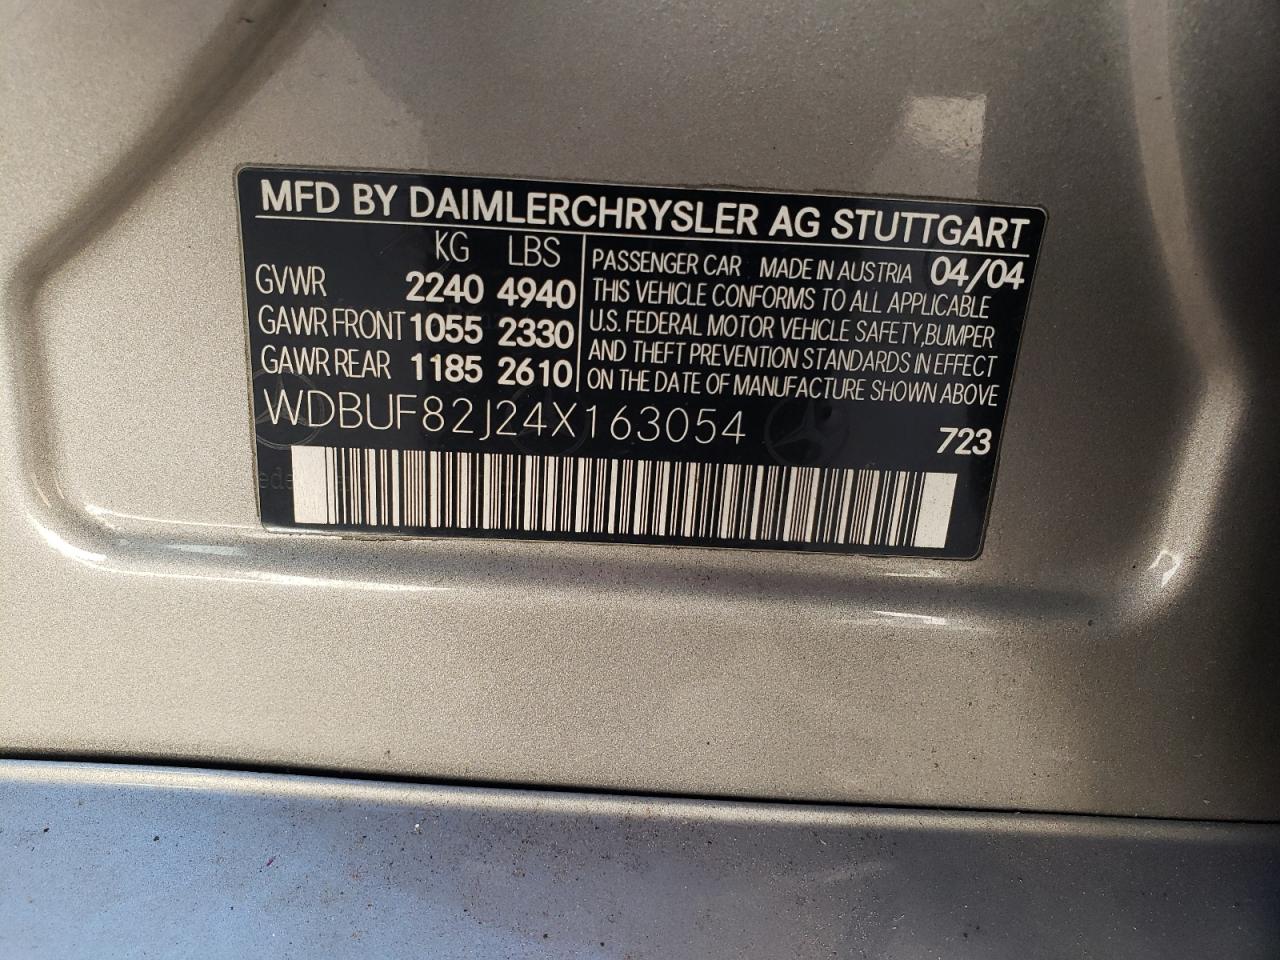 MFD BY DAIMLERCHRYSLER AG STUTTGART
KG LBS
GVWR 2240 4940
GAWR FRONT 1055 2330
GAWR REAR 1185 2610
PASSENGER CAR MADE IN AUSTRIA 04/04
THIS VEHICLE CONFORMS TO ALL APPLICABLE
U.S. FEDERAL MOTOR VEHICLE SAFETY,BUMPER
AND THEFT PREVENTION STANDARDS IN EFFECT
ON THE DATE OF MANUFACTURE SHOWN ABOVE.
WDBUF82J24X163054
723